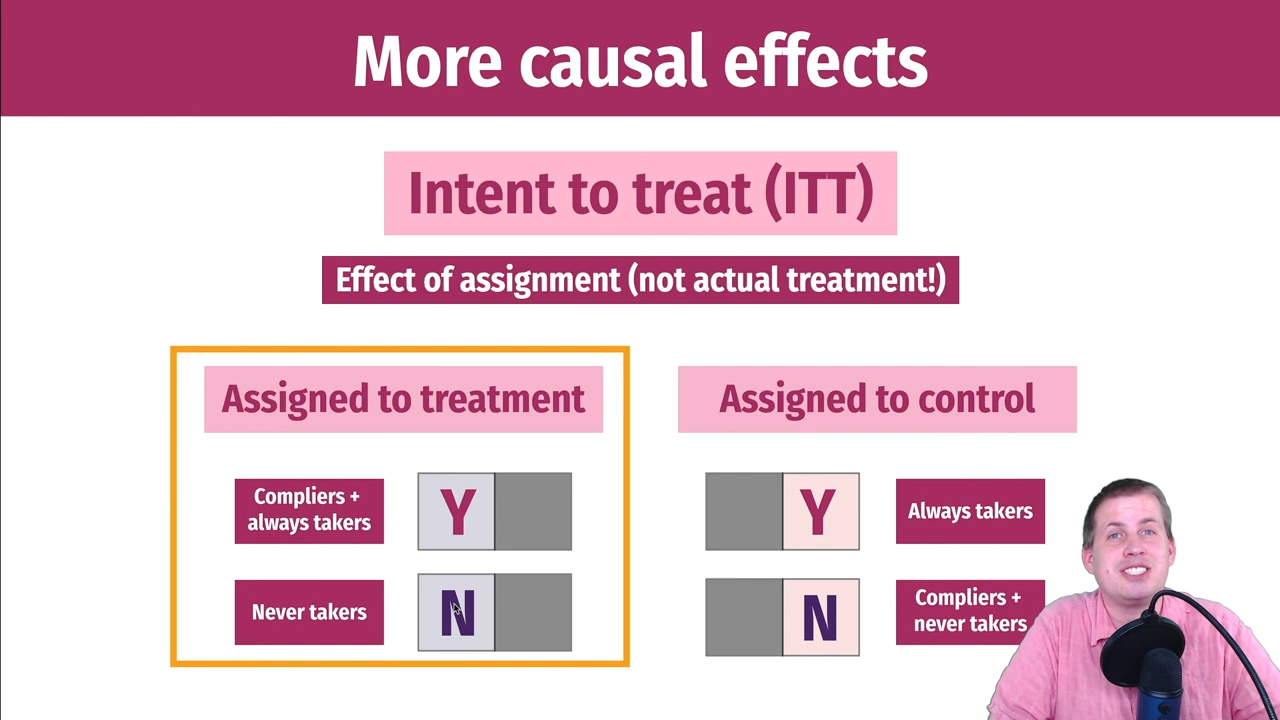 More causal effects
Intent to treat (ITT)
Effect of assignment (not actual treatment!)
Assigned to treatment
Compliers +
always takers
Y
Never takers
N
Assigned to control
Y
Always takers
N
Compliers +
never takers